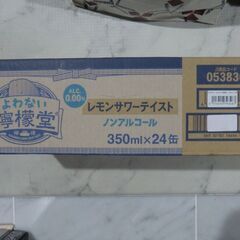 よわない
檸檬堂
ALC.
0.00%
レモンサワーテイスト
ノンアルコール
350ml×24缶
05383